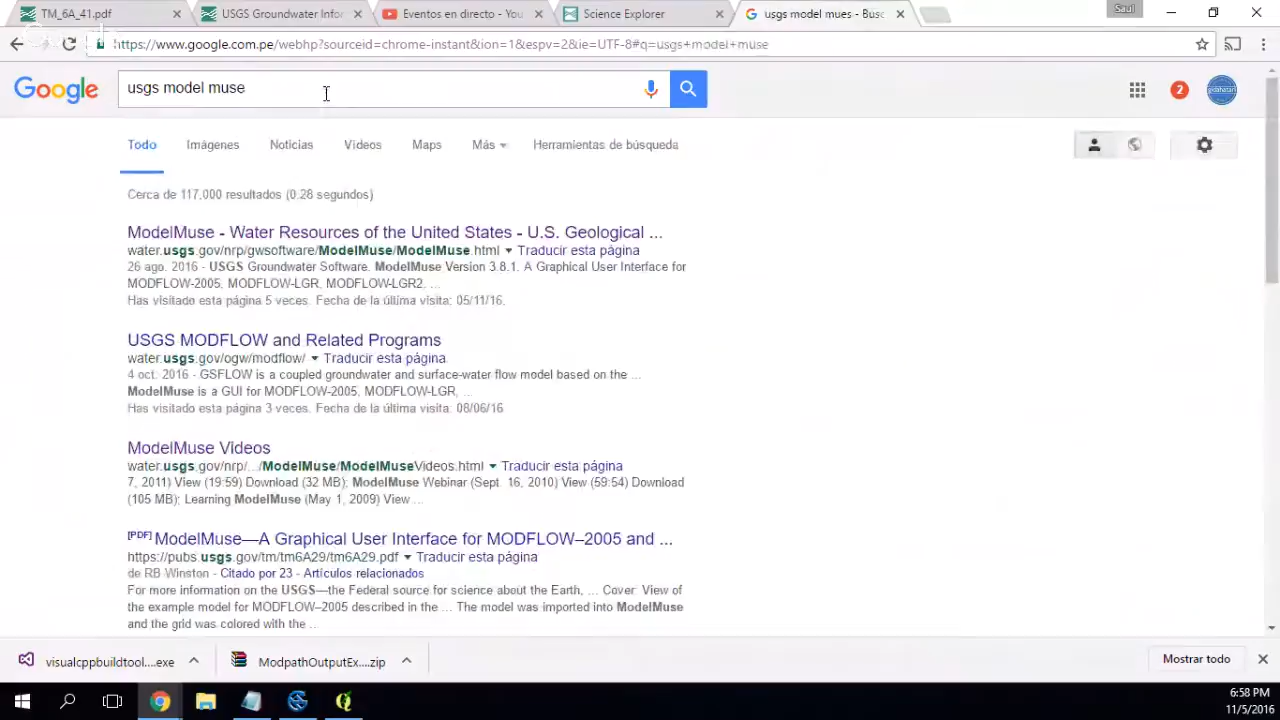 TM_6A_41.pdf
USGS Groundwater Infor
Eventos en directo - You
Science Explorer
usgs model mues - Busc
Saul
https://www.google.com.pe/webhp?sourceid=chrome-instant&ion=1&espv=2&ie=UTF-8#q=usgs+model+muse
Google
usgs model muse
2
gidahatari
Todo
Imágenes
Noticias
Vídeos
Maps
Más
Herramientas de búsqueda
Cerca de 117,000 resultados (0.28 segundos)
ModelMuse - Water Resources of the United States - U.S. Geological ...
water.usgs.gov/nrp/gwsoftware/ModelMuse/ModelMuse.html Traducir esta página
26 ago. 2016 - USGS Groundwater Software. ModelMuse Version 3.8.1. A Graphical User Interface for
MODFLOW-2005, MODFLOW-LGR, MODFLOW-LGR2, ...
Has visitado esta página 5 veces. Fecha de la última visita: 05/11/16.
USGS MODFLOW and Related Programs
water.usgs.gov/ogw/modflow/ Traducir esta página
4 oct. 2016 - GSFLOW is a coupled groundwater and surface-water flow model based on the ...
ModelMuse is a GUI for MODFLOW-2005, MODFLOW-LGR, ...
Has visitado esta página 3 veces. Fecha de la última visita: 08/06/16
ModelMuse Videos
water.usgs.gov/nrp/.../ModelMuse/ModelMuseVideos.html Traducir esta página
7, 2011) View (19:59) Download (32 MB); ModelMuse Webinar (Sept. 16, 2010) View (59:54) Download
(105 MB); Learning ModelMuse (May 1, 2009) View ...
[PDF] ModelMuse—A Graphical User Interface for MODFLOW–2005 and ...
https://pubs.usgs.gov/tm/tm6A29/tm6A29.pdf Traducir esta página
de RB Winston - Citado por 23 - Artículos relacionados
For more information on the USGS—the Federal source for science about the Earth, ... Cover: View of
the example model for MODFLOW–2005 described in the ... The model was imported into ModelMuse
and the grid was colored with the ...
visualcppbuildtool....exe
ModpathOutputEx....zip
Mostrar todo
6:58 PM
11/5/2016